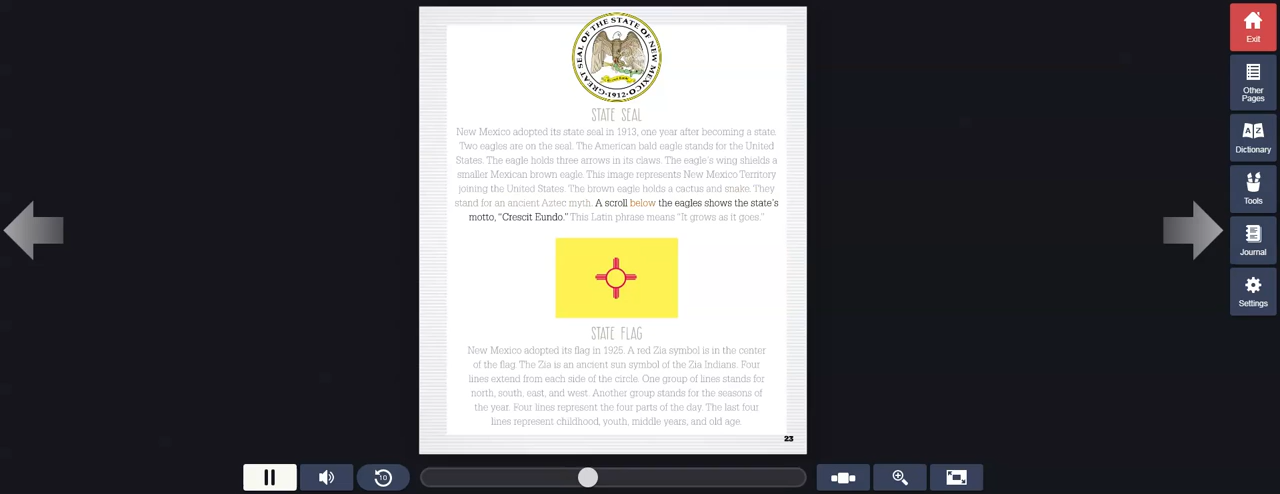 GREAT SEAL OF THE STATE OF NEW MEXICO
·1912·
STATE SEAL
New Mexico adopted its state seal in 1913, one year after becoming a state.
Two eagles are on the seal. The American bald eagle stands for the United
States. The eagle holds three arrows in its claws. The eagle's wing shields a
smaller Mexican brown eagle. This image represents New Mexico Territory
joining the United States. The brown eagle holds a cactus and snake. They
stand for an ancient Aztec myth. A scroll below the eagles shows the state's
motto, “Crescit Eundo.” This Latin phrase means “It grows as it goes.”
STATE FLAG
New Mexico adopted its flag in 1925. A red Zia symbol is in the center
of the flag. The Zia is an ancient sun symbol of the Zia Indians. Four
lines extend from each side of the circle. One group of lines stands for
north, south, east, and west. Another group stands for the seasons of
the year. Four lines represent the four parts of the day. The last four
lines represent childhood, youth, middle years, and old age.
23
Exit
Other
Pages
A Z
Dictionary
Tools
Journal
Settings
10